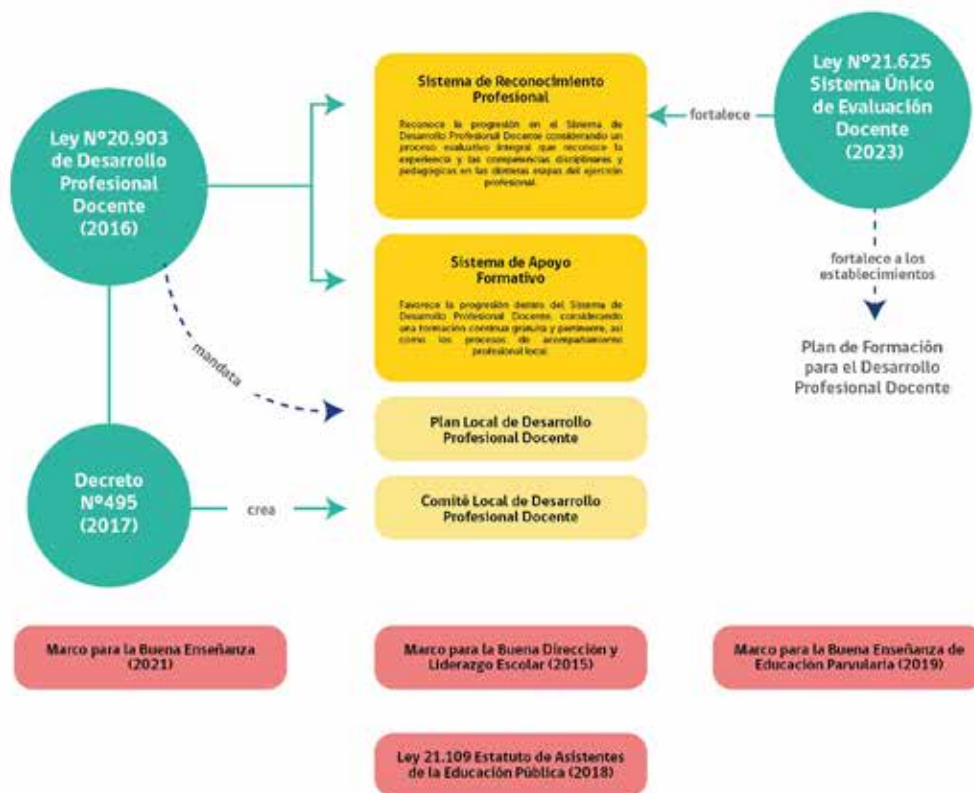 Ley Nº20.903
de Desarrollo
Profesional
Docente
(2016)
Sistema de Reconocimiento
Profesional
Reconoce la progresión en el Sistema de
Desarrollo Profesional Docente considerando un
proceso evaluativo integral que reconoce la
experiencia y las competencias disciplinares y
pedagógicas en las distintas etapas del ejercicio
profesional.
fortalece
Ley Nº21.625
Sistema Único
de Evaluación
Docente
(2023)
Sistema de Apoyo
Formativo
Favorece la progresión dentro del Sistema de
Desarrollo Profesional Docente, considerando
una formación continua gratuita y pertinente, así
como los procesos de acompañamiento
profesional local.
fortalece a los
establecimientos
Plan de Formación
para el Desarrollo
Profesional Docente
mandata
Plan Local de Desarrollo
Profesional Docente
Decreto
Nº495
(2017)
crea
Comité Local de Desarrollo
Profesional Docente
Marco para la Buena Enseñanza
(2021)
Marco para la Buena Dirección y
Liderazgo Escolar (2015)
Marco para la Buena Enseñanza de
Educación Parvularia (2019)
Ley 21.109 Estatuto de Asistentes
de la Educación Pública (2018)